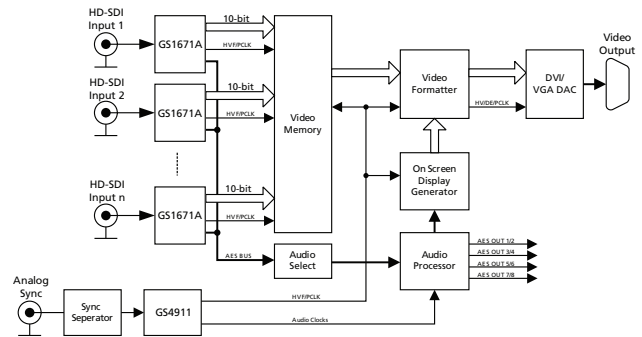 HD-SDI
Input 1
GS1671A
10-bit
HVF/PCLK
HD-SDI
Input 2
GS1671A
10-bit
HVF/PCLK
HD-SDI
Input n
GS1671A
10-bit
HVF/PCLK
AES BUS
Video
Memory
Audio
Select
Video
Formatter
HV/DE/PCLK
DVI/
VGA DAC
Video
Output
On Screen
Display
Generator
Audio
Processor
AES OUT 1/2
AES OUT 3/4
AES OUT 5/6
AES OUT 7/8
Analog
Sync
Sync
Seperator
GS4911
HVF/PCLK
Audio Clocks